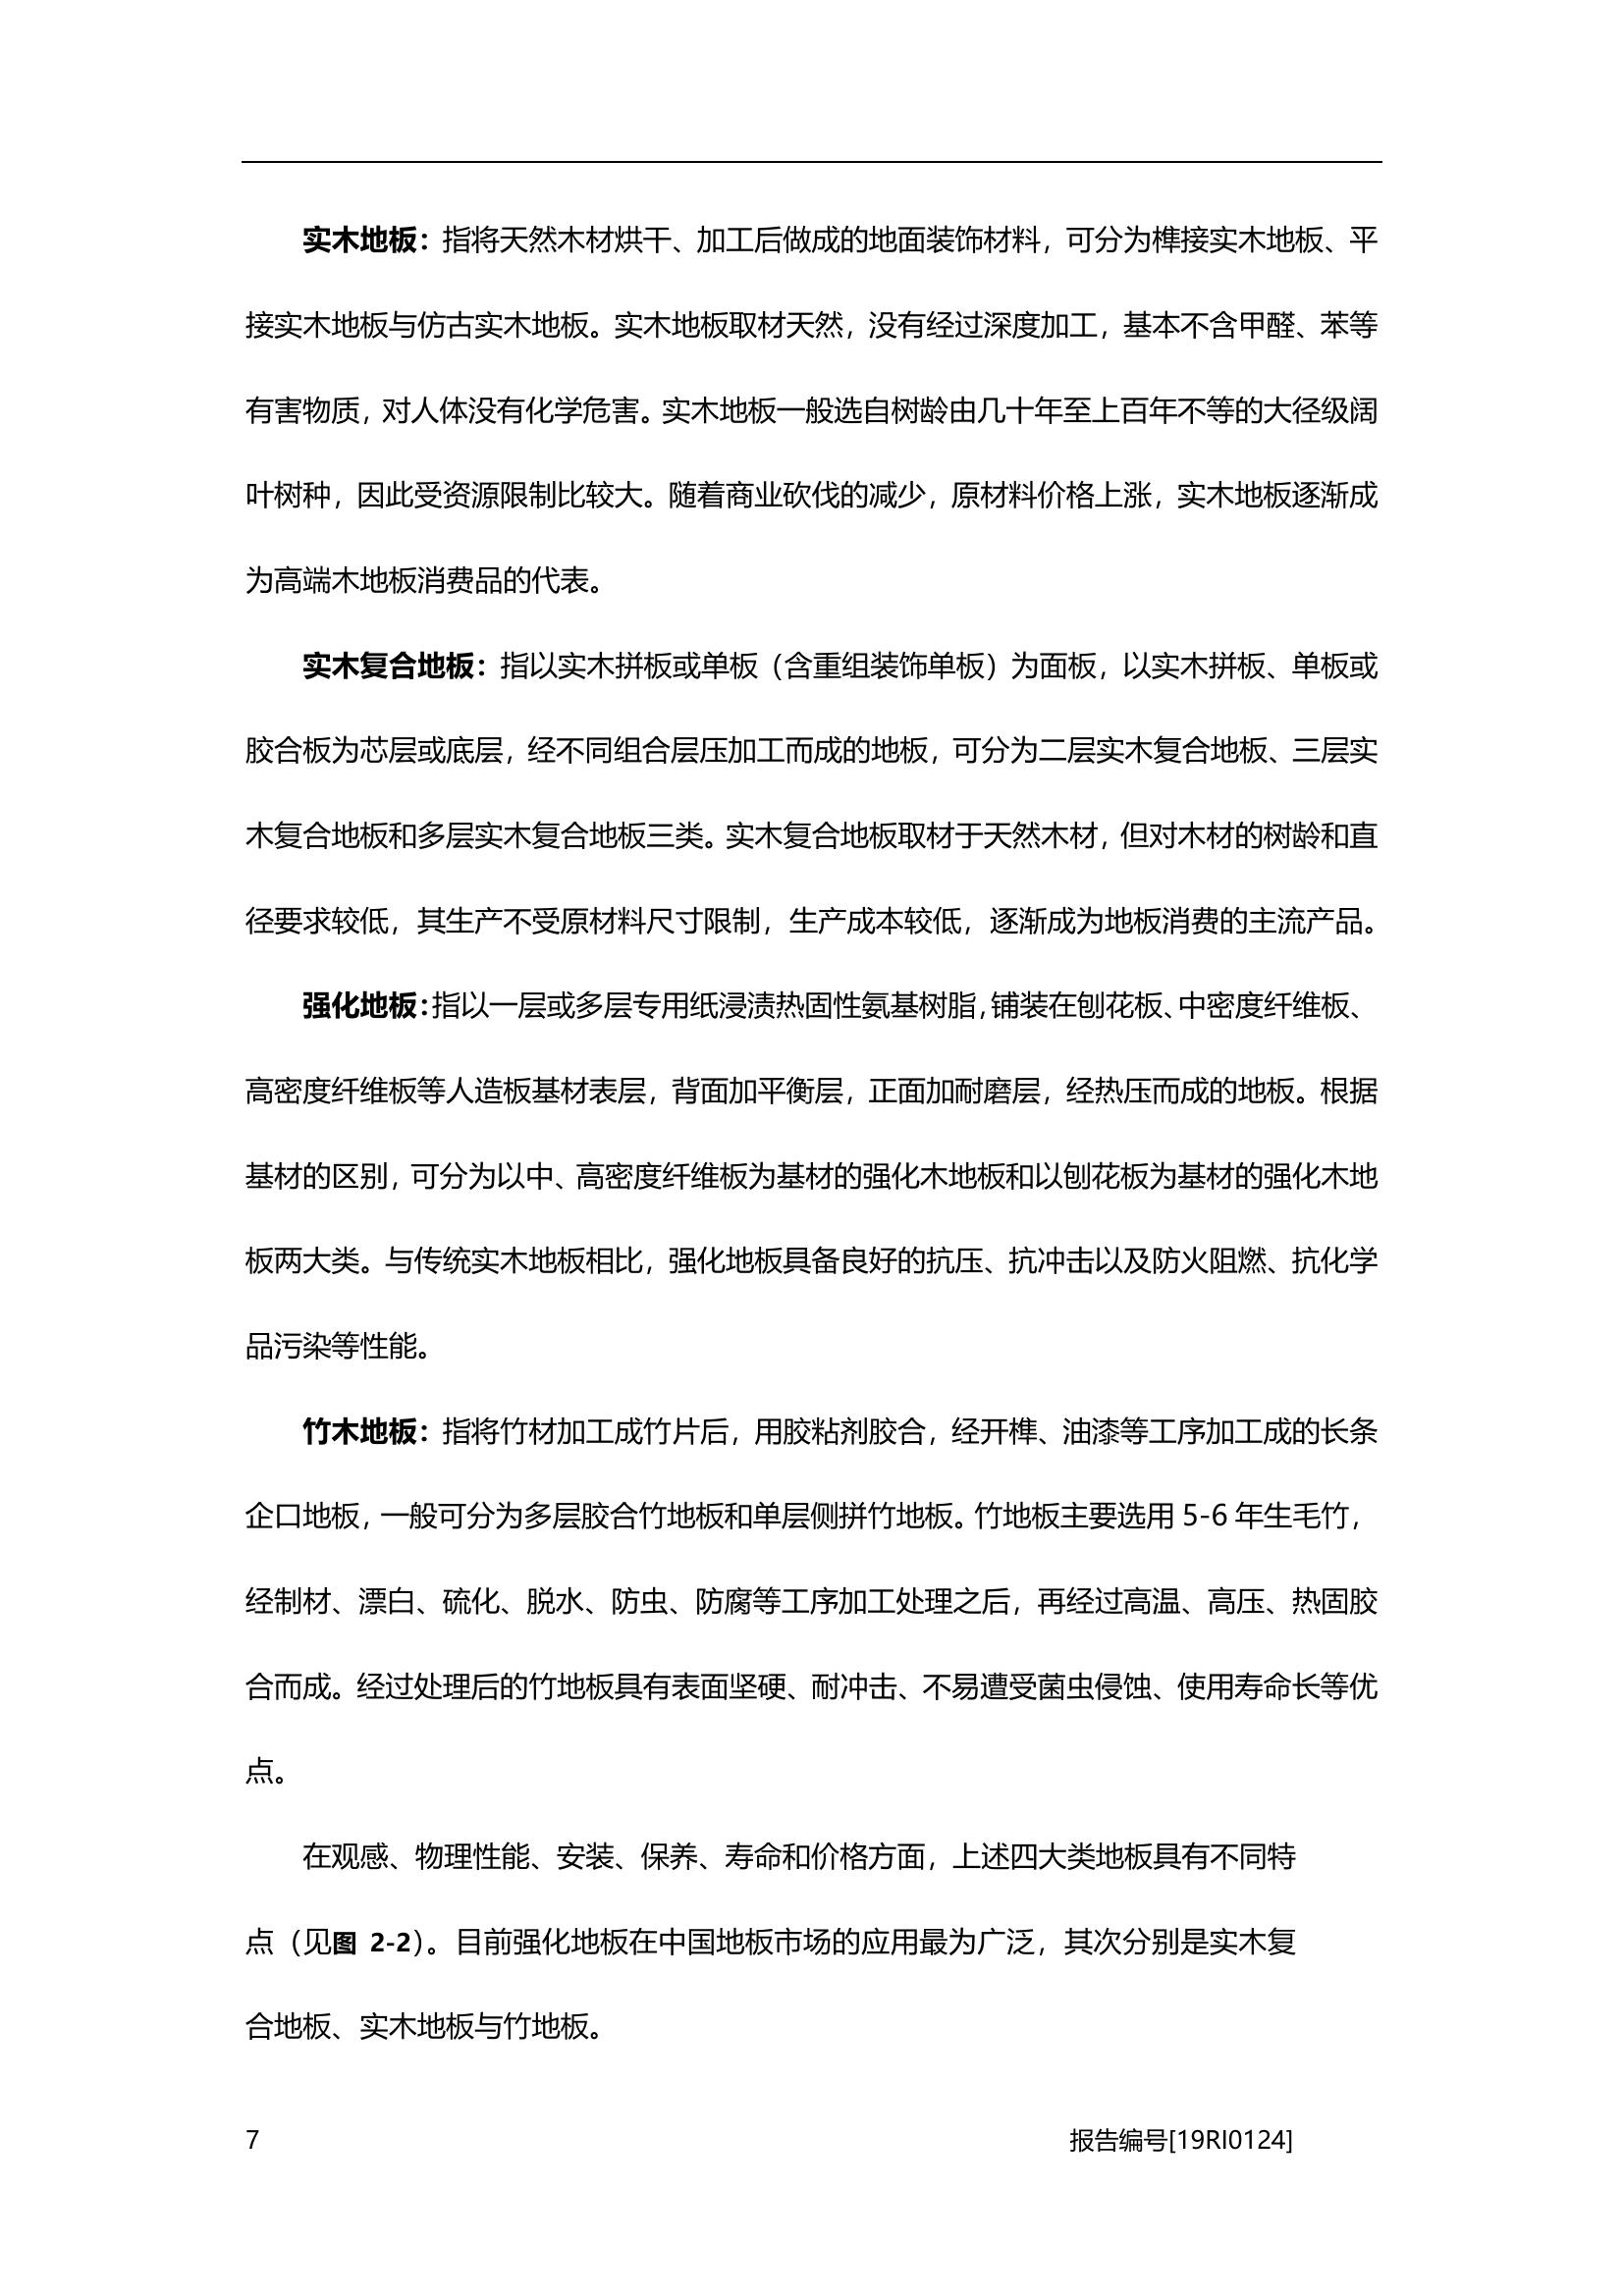 实木地板：指将天然木材烘干、加工后做成的地面装饰材料，可分为榫接实木地板、平
接实木地板与仿古实木地板。实木地板取材天然，没有经过深度加工，基本不含甲醛、苯等
有害物质，对人体没有化学危害。实木地板一般选自树龄由几十年至上百年不等的大径级阔
叶树种，因此受资源限制比较大。随着商业砍伐的减少，原材料价格上涨，实木地板逐渐成
为高端木地板消费品的代表。
实木复合地板：指以实木拼板或单板（含重组装饰单板）为面板，以实木拼板、单板或
胶合板为芯层或底层，经不同组合层压加工而成的地板，可分为二层实木复合地板、三层实
木复合地板和多层实木复合地板三类。实木复合地板取材于天然木材，但对木材的树龄和直
径要求较低，其生产不受原材料尺寸限制，生产成本较低，逐渐成为地板消费的主流产品。
强化地板：指以一层或多层专用纸浸渍热固性氨基树脂，铺装在刨花板、中密度纤维板、
高密度纤维板等人造板基材表层，背面加平衡层，正面加耐磨层，经热压而成的地板。根据
基材的区别，可分为以中、高密度纤维板为基材的强化木地板和以刨花板为基材的强化木地
板两大类。与传统实木地板相比，强化地板具备良好的抗压、抗冲击以及防火阻燃、抗化学
品污染等性能。
竹木地板：指将竹材加工成竹片后，用胶粘剂胶合，经开榫、油漆等工序加工成的长条
企口地板，一般可分为多层胶合竹地板和单层侧拼竹地板。竹地板主要选用 5-6 年生毛竹，
经制材、漂白、硫化、脱水、防虫、防腐等工序加工处理之后，再经过高温、高压、热固胶
合而成。经过处理后的竹地板具有表面坚硬、耐冲击、不易遭受菌虫侵蚀、使用寿命长等优
点。
在观感、物理性能、安装、保养、寿命和价格方面，上述四大类地板具有不同特
点（见图 2-2）。目前强化地板在中国地板市场的应用最为广泛，其次分别是实木复
合地板、实木地板与竹地板。
7 报告编号[19RI0124]